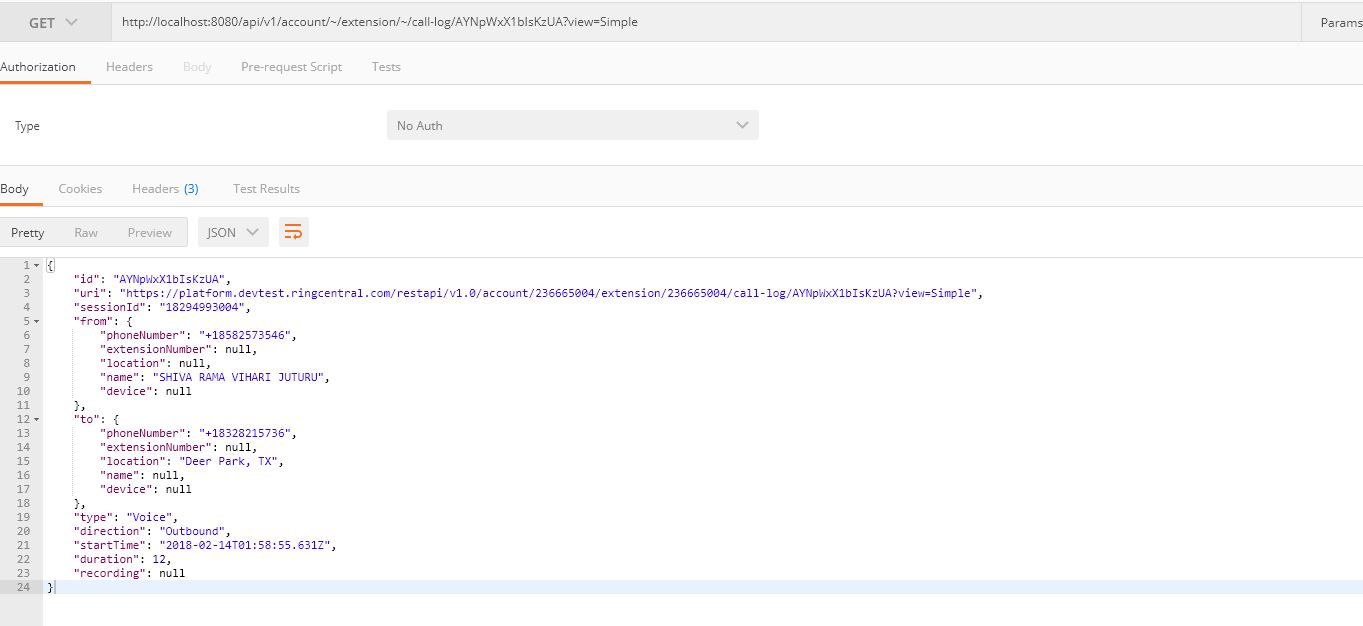 GET http://localhost:8080/api/v1/account/~/extension/~/call-log/AYNpWxX1bIsKzUA?view=Simple Params
Authorization Headers Body Pre-request Script Tests
Type No Auth
Body Cookies Headers (3) Test Results
Pretty Raw Preview JSON
1 {
2 "id": "AYNpWxX1bIsKzUA",
3 "uri": "https://platform.devtest.ringcentral.com/restapi/v1.0/account/236665004/extension/236665004/call-log/AYNpWxX1bIsKzUA?view=Simple",
4 "sessionId": "18294993004",
5 "from": {
6 "phoneNumber": "+18582573546",
7 "extensionNumber": null,
8 "location": null,
9 "name": "SHIVA RAMA VIHARI JUTURU",
10 "device": null
11 },
12 "to": {
13 "phoneNumber": "+18328215736",
14 "extensionNumber": null,
15 "location": "Deer Park, TX",
16 "name": null,
17 "device": null
18 },
19 "type": "Voice",
20 "direction": "Outbound",
21 "startTime": "2018-02-14T01:58:55.631Z",
22 "duration": 12,
23 "recording": null
24 }